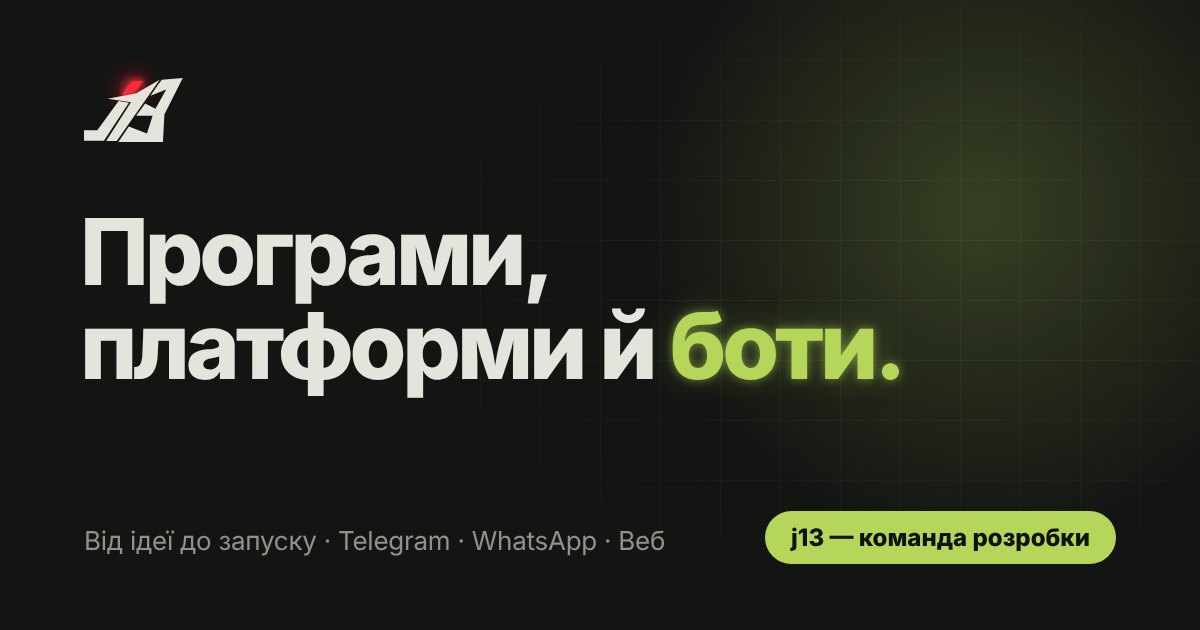 j13
Програми,
платформи й боти.
Від ідеї до запуску · Telegram · WhatsApp · Веб
j13 — команда розробки